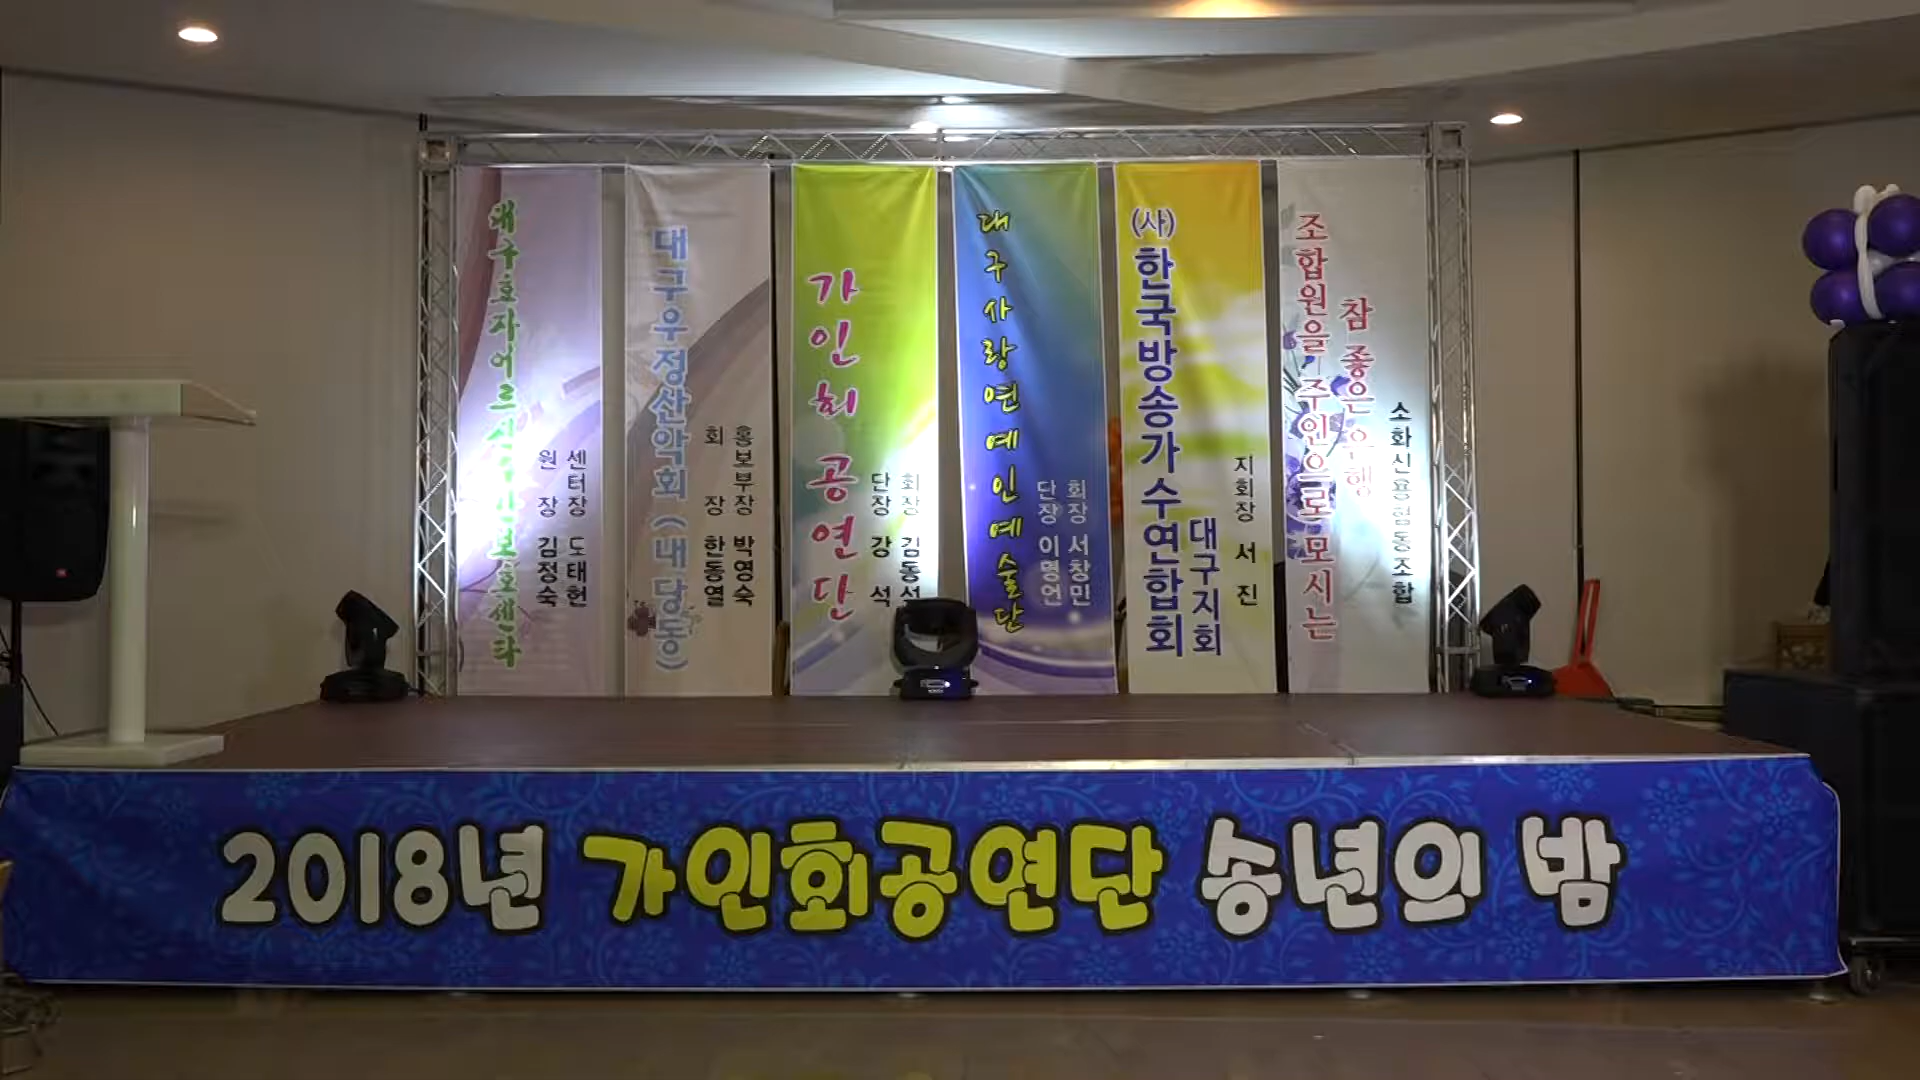 대구효자어르신주간보호센타
원 장 김정숙
센터장 도태헌
대구우정산악회 (내당동)
회 장 한동열
홍보부장 박영숙
가인회 공연단
단장 강 석
회장 김동석
대구사랑연예인예술단
단장 이명언
회장 서창민
(사)한국방송가수연합회
대구지회
지회장 서 진
조합원을 주인으로 모시는
참 좋은 은행
소화신용협동조합
2018년 가인회공연단 송년의 밤